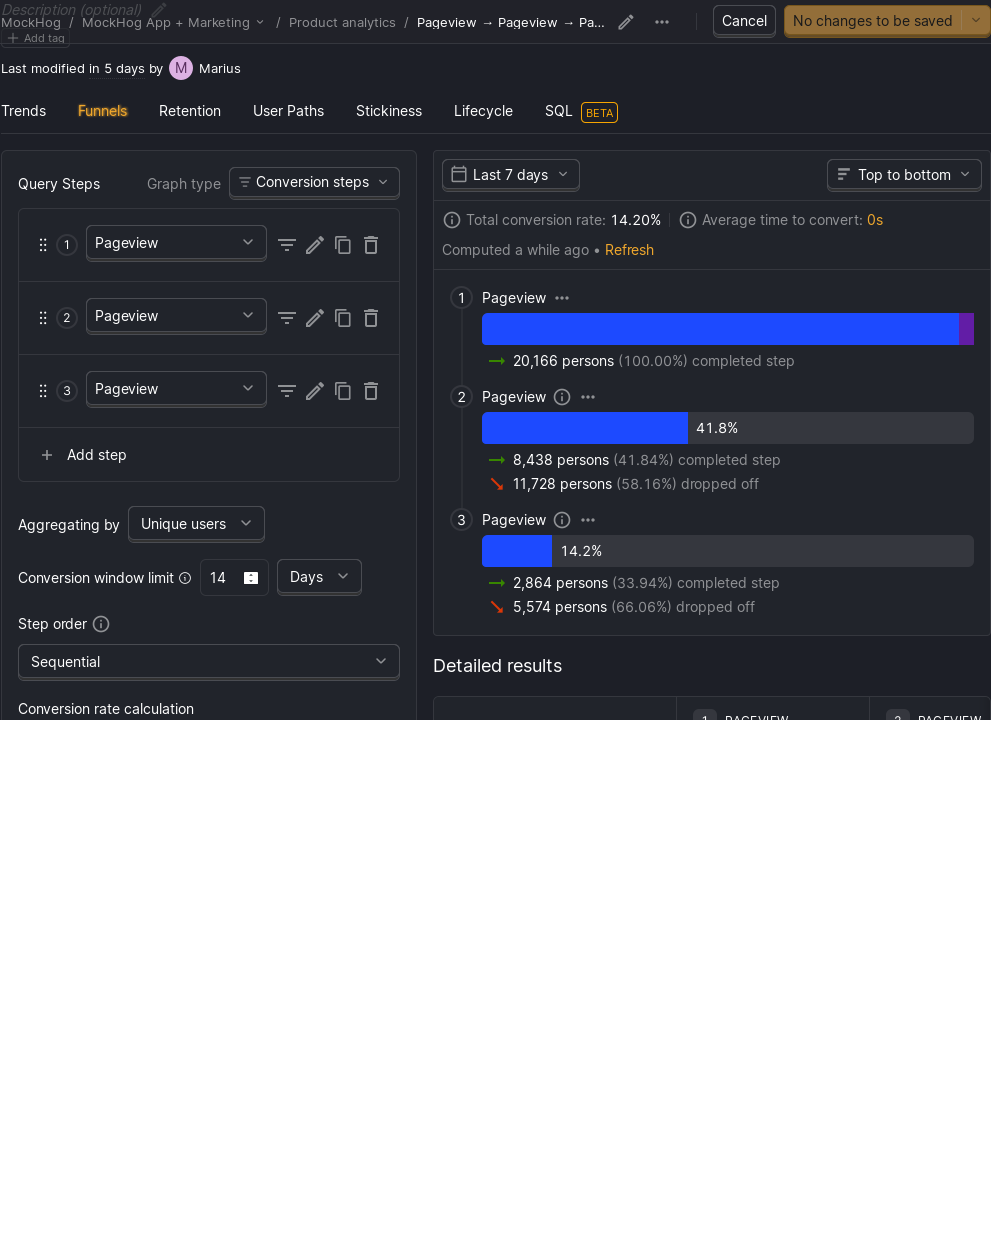 Description (optional)
MockHog / MockHog App + Marketing / Product analytics / Pageview → Pageview → Pa... Cancel No changes to be saved
Add tag
Last modified in 5 days by M Marius
Trends Funnels Retention User Paths Stickiness Lifecycle SQL BETA
Query Steps Graph type Conversion steps
1 Pageview
2 Pageview
3 Pageview
+ Add step
Aggregating by Unique users
Conversion window limit 14 Days
Step order
Sequential
Conversion rate calculation
Last 7 days Top to bottom
Total conversion rate: 14.20% Average time to convert: 0s
Computed a while ago • Refresh
1 Pageview
20,166 persons (100.00%) completed step
2 Pageview
41.8%
8,438 persons (41.84%) completed step
11,728 persons (58.16%) dropped off
3 Pageview
14.2%
2,864 persons (33.94%) completed step
5,574 persons (66.06%) dropped off
Detailed results
1 PAGEVIEW 2 PAGEVIEW